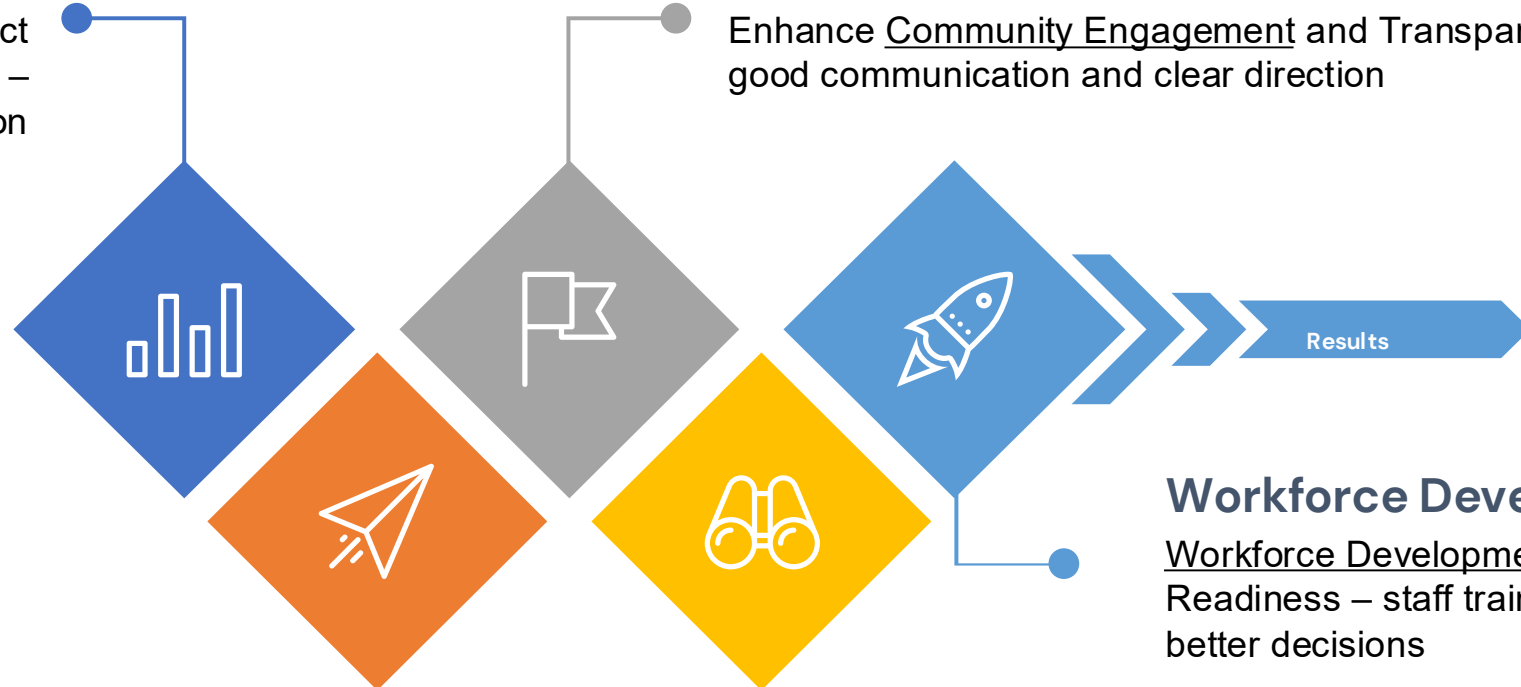 ct
–
on
Enhance Community Engagement and Transpar
good communication and clear direction
Results
Workforce Deve
Workforce Developme
Readiness – staff train
better decisions